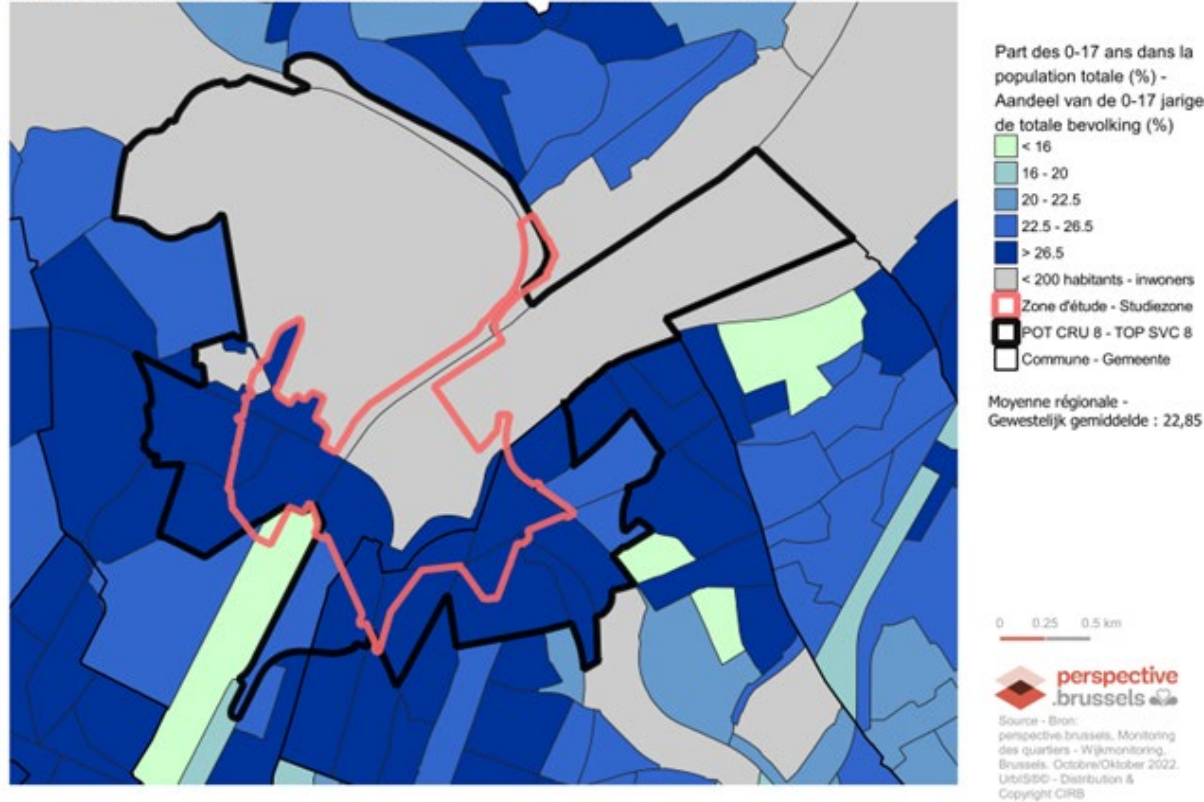 Part des 0-17 ans dans la
population totale (%) -
Aandeel van de 0-17 jarige
de totale bevolking (%)
< 16
16 - 20
20 - 22.5
22.5 - 26.5
> 26.5
< 200 habitants - inwoners
Zone d'étude - Studiezone
POT CRU 8 - TOP SVC 8
Commune - Gemeente
Moyenne régionale -
Gewestelijk gemiddelde : 22,85
0 0.25 0.5 km
perspective
.brussels
Source - Bron:
perspective.brussels, Monitoring
des quartiers - Wijkmonitoring,
Brussels. Octobre/Oktober 2022.
UrbIS®© - Distribution &
Copyright CIRB